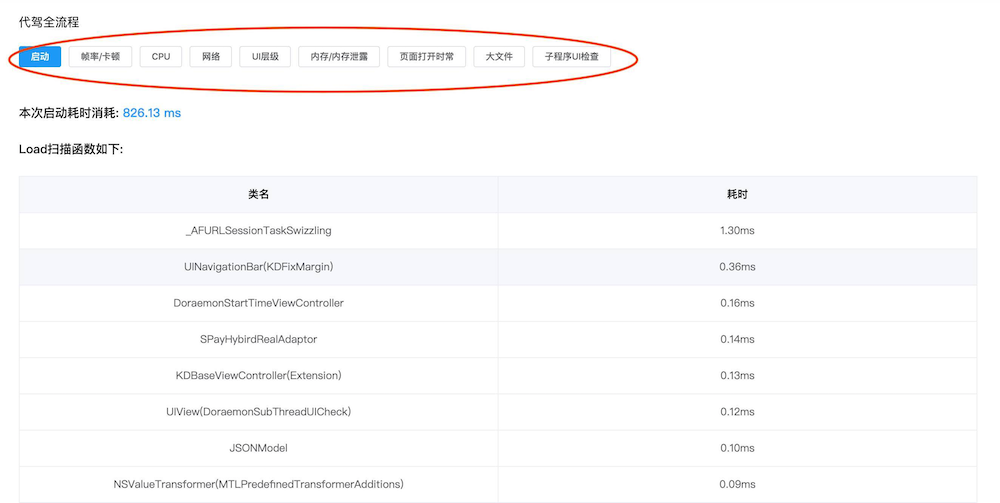 代驾全流程
启动 帧率/卡顿 CPU 网络 UI层级 内存/内存泄露 页面打开时常 大文件 子程序UI检查
本次启动耗时消耗: 826.13 ms
Load扫描函数如下:
类名 耗时
_AFURLSessionTaskSwizzling 1.30ms
UINavigationBar(KDFixMargin) 0.36ms
DoraemonStartTimeViewController 0.16ms
SPayHybirdRealAdaptor 0.14ms
KDBaseViewController(Extension) 0.13ms
UIView(DoraemonSubThreadUICheck) 0.12ms
JSONModel 0.10ms
NSValueTransformer(MTLPredefinedTransformerAdditions) 0.09ms